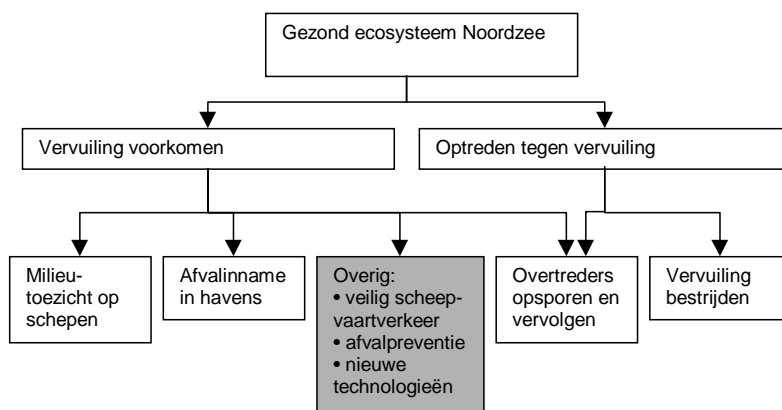 Gezond ecosysteem Noordzee
Vervuiling voorkomen
Optreden tegen vervuiling
Milieu-
toezicht op
schepen
Afvalinname
in havens
Overig:
• veilig scheep-
vaartverkeer
• afvalpreventie
• nieuwe
technologieën
Overtreders
opsporen en
vervolgen
Vervuiling
bestrijden